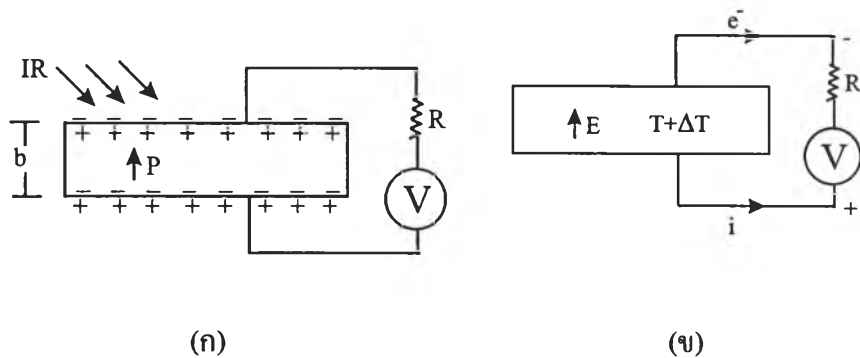 IR
− − − − − − − −
+ + + + + + + +
b
P
R
V
− − − − − − − −
+ + + + + + + +
(ก)
e⁻
-
R
E
T+ΔT
V
i
+
(ข)